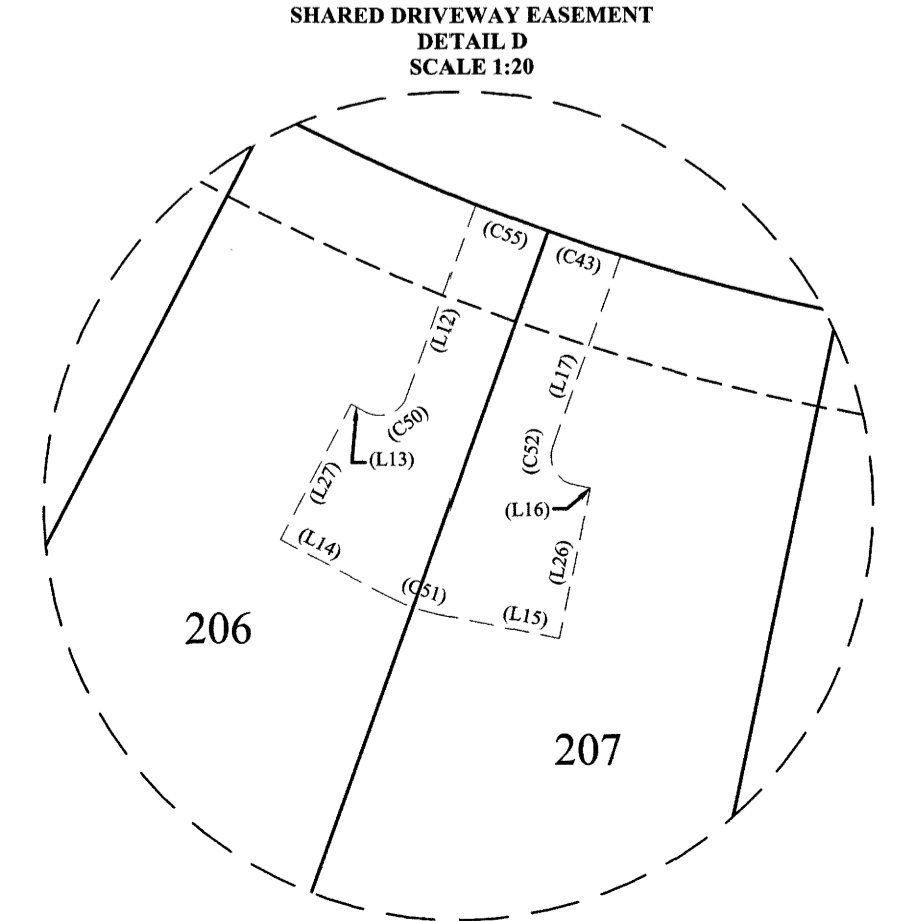 SHARED DRIVEWAY EASEMENT
DETAIL D
SCALE 1:20
(C55)
(C43)
(L12)
(L17)
(C50)
(C52)
(L13)
(L27)
(L16)
(L14)
(L26)
(C51)
(L15)
206
207